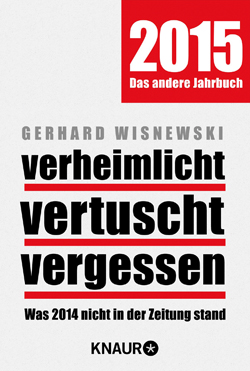 2015
Das andere Jahrbuch
GERHARD WISNEWSKI
verheimlicht
vertuscht
vergessen
Was 2014 nicht in der Zeitung stand
KNAUR